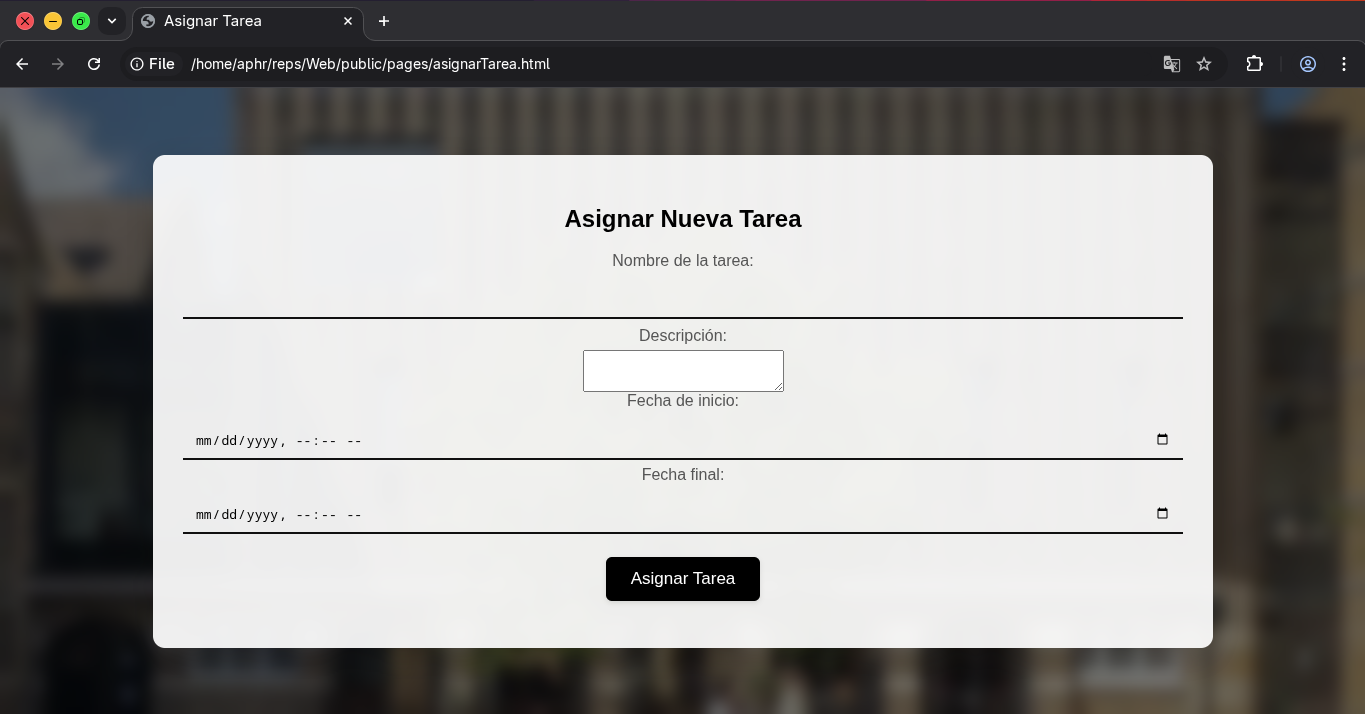 Asignar Tarea
File /home/aphr/reps/Web/public/pages/asignarTarea.html
Asignar Nueva Tarea
Nombre de la tarea:
Descripción:
Fecha de inicio:
mm/dd/yyyy, --:-- --
Fecha final:
mm/dd/yyyy, --:-- --
Asignar Tarea